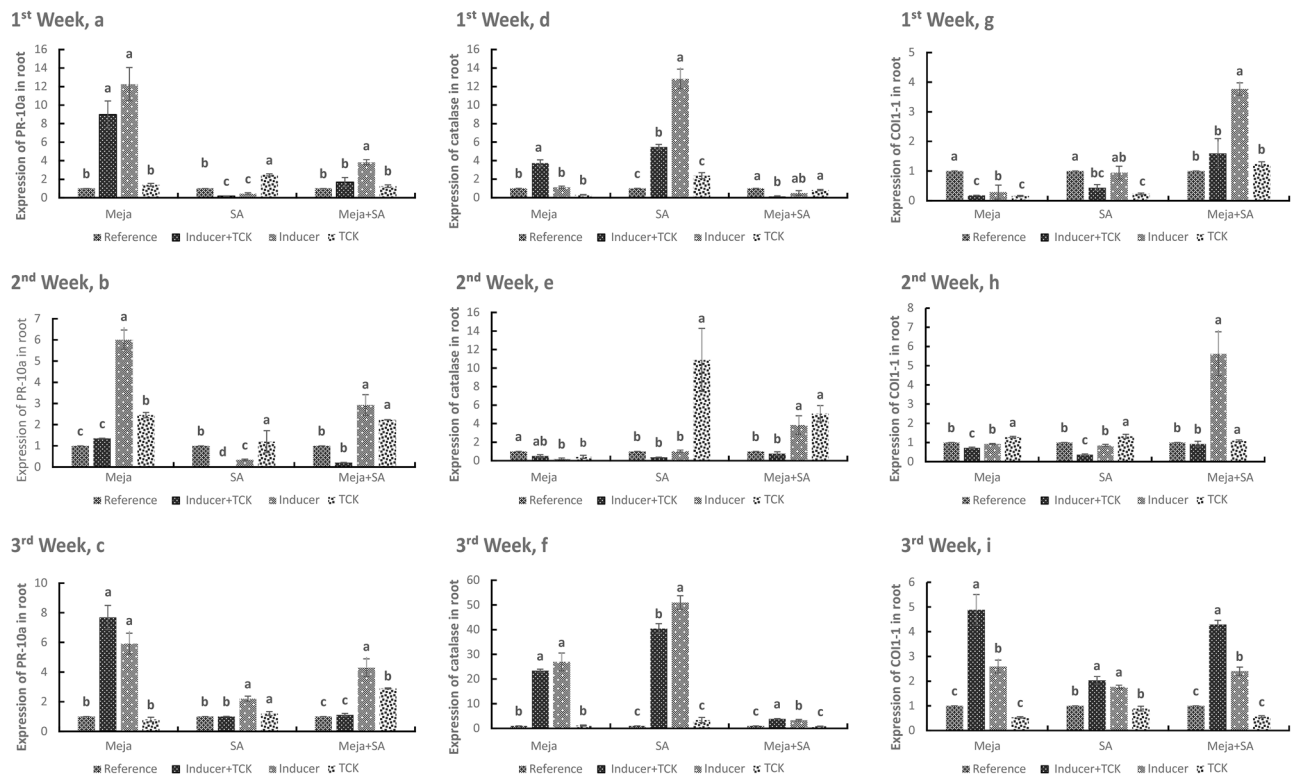 1st Week, a
Expression of PR-10a in root
16
14
12
10
8
6
4
2
0
b a a b
b c c a
b b a b
Meja SA Meja+SA
Reference Inducer+TCK Inducer TCK
1st Week, d
Expression of catalase in root
16
14
12
10
8
6
4
2
0
b a b b
c b a c
a b ab a
Meja SA Meja+SA
Reference Inducer+TCK Inducer TCK
1st Week, g
Expression of COI1-1 in root
5
4
3
2
1
0
a c b c
a bc ab c
b b a b
Meja SA Meja+SA
Reference Inducer+TCK Inducer TCK
2nd Week, b
Expression of PR-10a in root
7
6
5
4
3
2
1
0
c c a b
b d c a
b b a a
Meja SA Meja+SA
Reference Inducer+TCK Inducer TCK
2nd Week, e
Expression of catalase in root
16
14
12
10
8
6
4
2
0
a ab b b
b b b a
b b a a
Meja SA Meja+SA
Reference Inducer+TCK Inducer TCK
2nd Week, h
Expression of COI1-1 in root
8
7
6
5
4
3
2
1
0
b c b a
b c b a
b b a a
Meja SA Meja+SA
Reference Inducer+TCK Inducer TCK
3rd Week, c
Expression of PR-10a in root
10
8
6
4
2
0
b a a b
b b a a
c c a b
Meja SA Meja+SA
Reference Inducer+TCK Inducer TCK
3rd Week, f
Expression of catalase in root
60
50
40
30
20
10
0
b a a b
c b a c
c a b c
Meja SA Meja+SA
Reference Inducer+TCK Inducer TCK
3rd Week, i
Expression of COI1-1 in root
6
5
4
3
2
1
0
c a b c
b a a c
c a b c
Meja SA Meja+SA
Reference Inducer+TCK Inducer TCK